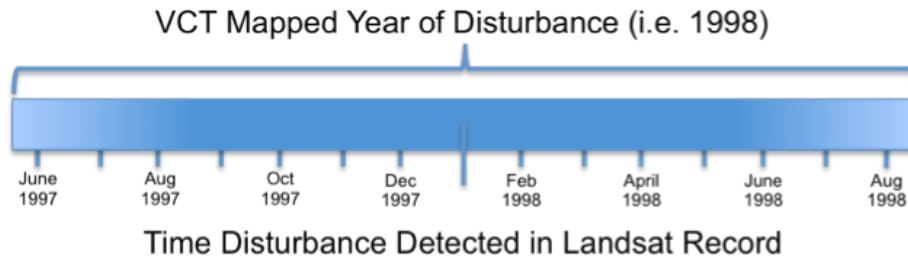 VCT Mapped Year of Disturbance (i.e. 1998)
June Aug Oct Dec Feb April June Aug
1997 1997 1997 1997 1998 1998 1998 1998
Time Disturbance Detected in Landsat Record